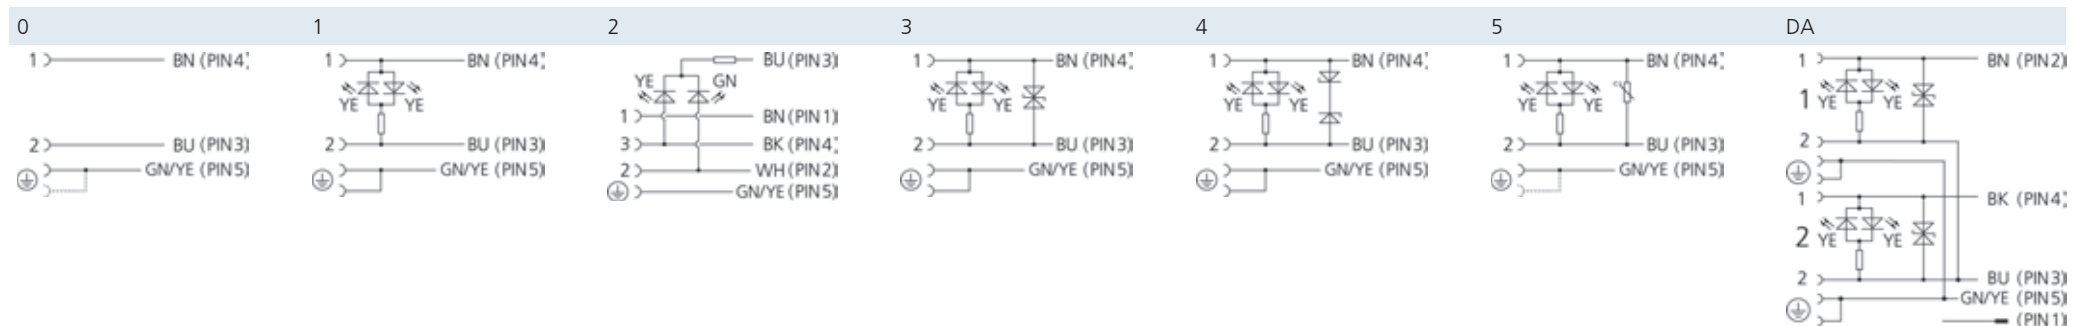 0 1 2 3 4 5 DA
1 BN (PIN4)
2 BU (PIN3)
GN/YE (PIN5)
1 BN (PIN4)
YE YE
2 BU (PIN3)
GN/YE (PIN5)
BU (PIN3)
YE GN
1 BN (PIN1)
3 BK (PIN4)
2 WH (PIN2)
GN/YE (PIN5)
1 BN (PIN4)
YE YE
2 BU (PIN3)
GN/YE (PIN5)
1 BN (PIN4)
YE YE
2 BU (PIN3)
GN/YE (PIN5)
1 BN (PIN4)
YE YE
2 BU (PIN3)
GN/YE (PIN5)
1 BN (PIN2)
1 YE YE
2
1 BK (PIN4)
2 YE YE
2 BU (PIN3)
GN/YE (PIN5)
(PIN1)